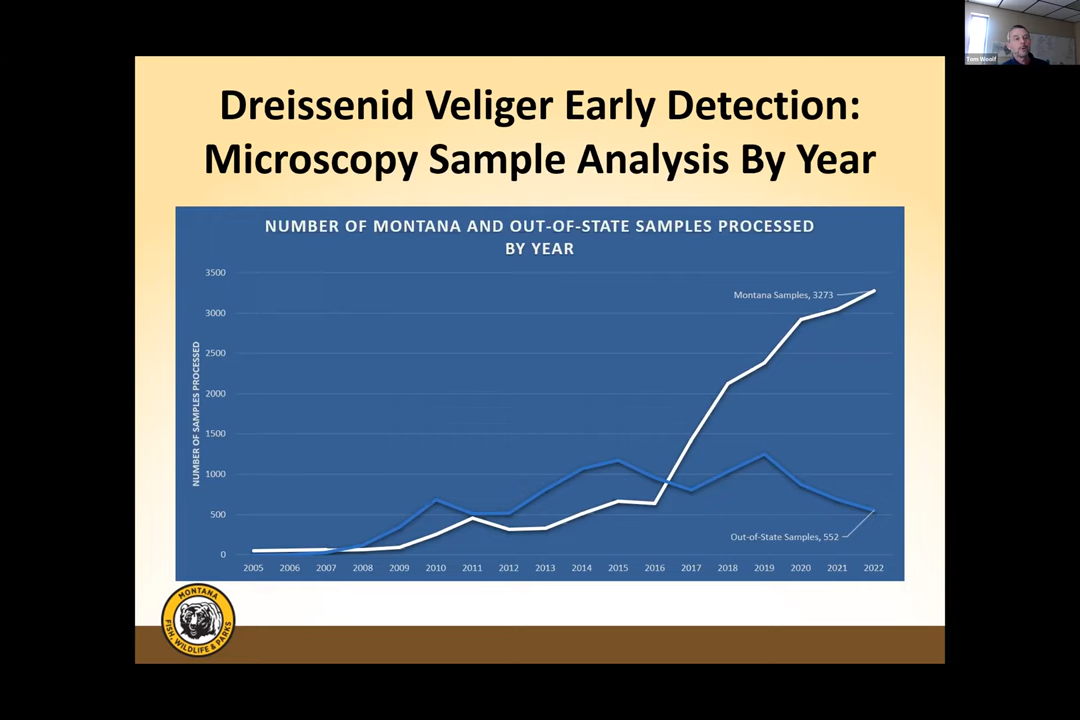 Dreissenid Veliger Early Detection:
Microscopy Sample Analysis By Year
NUMBER OF MONTANA AND OUT-OF-STATE SAMPLES PROCESSED
BY YEAR
NUMBER OF SAMPLES PROCESSED
3500
3000
2500
2000
1500
1000
500
0
Montana Samples, 3273
Out-of-State Samples, 552
2005 2006 2007 2008 2009 2010 2011 2012 2013 2014 2015 2016 2017 2018 2019 2020 2021 2022
MONTANA
FISH, WILDLIFE & PARKS
Tom Woolf